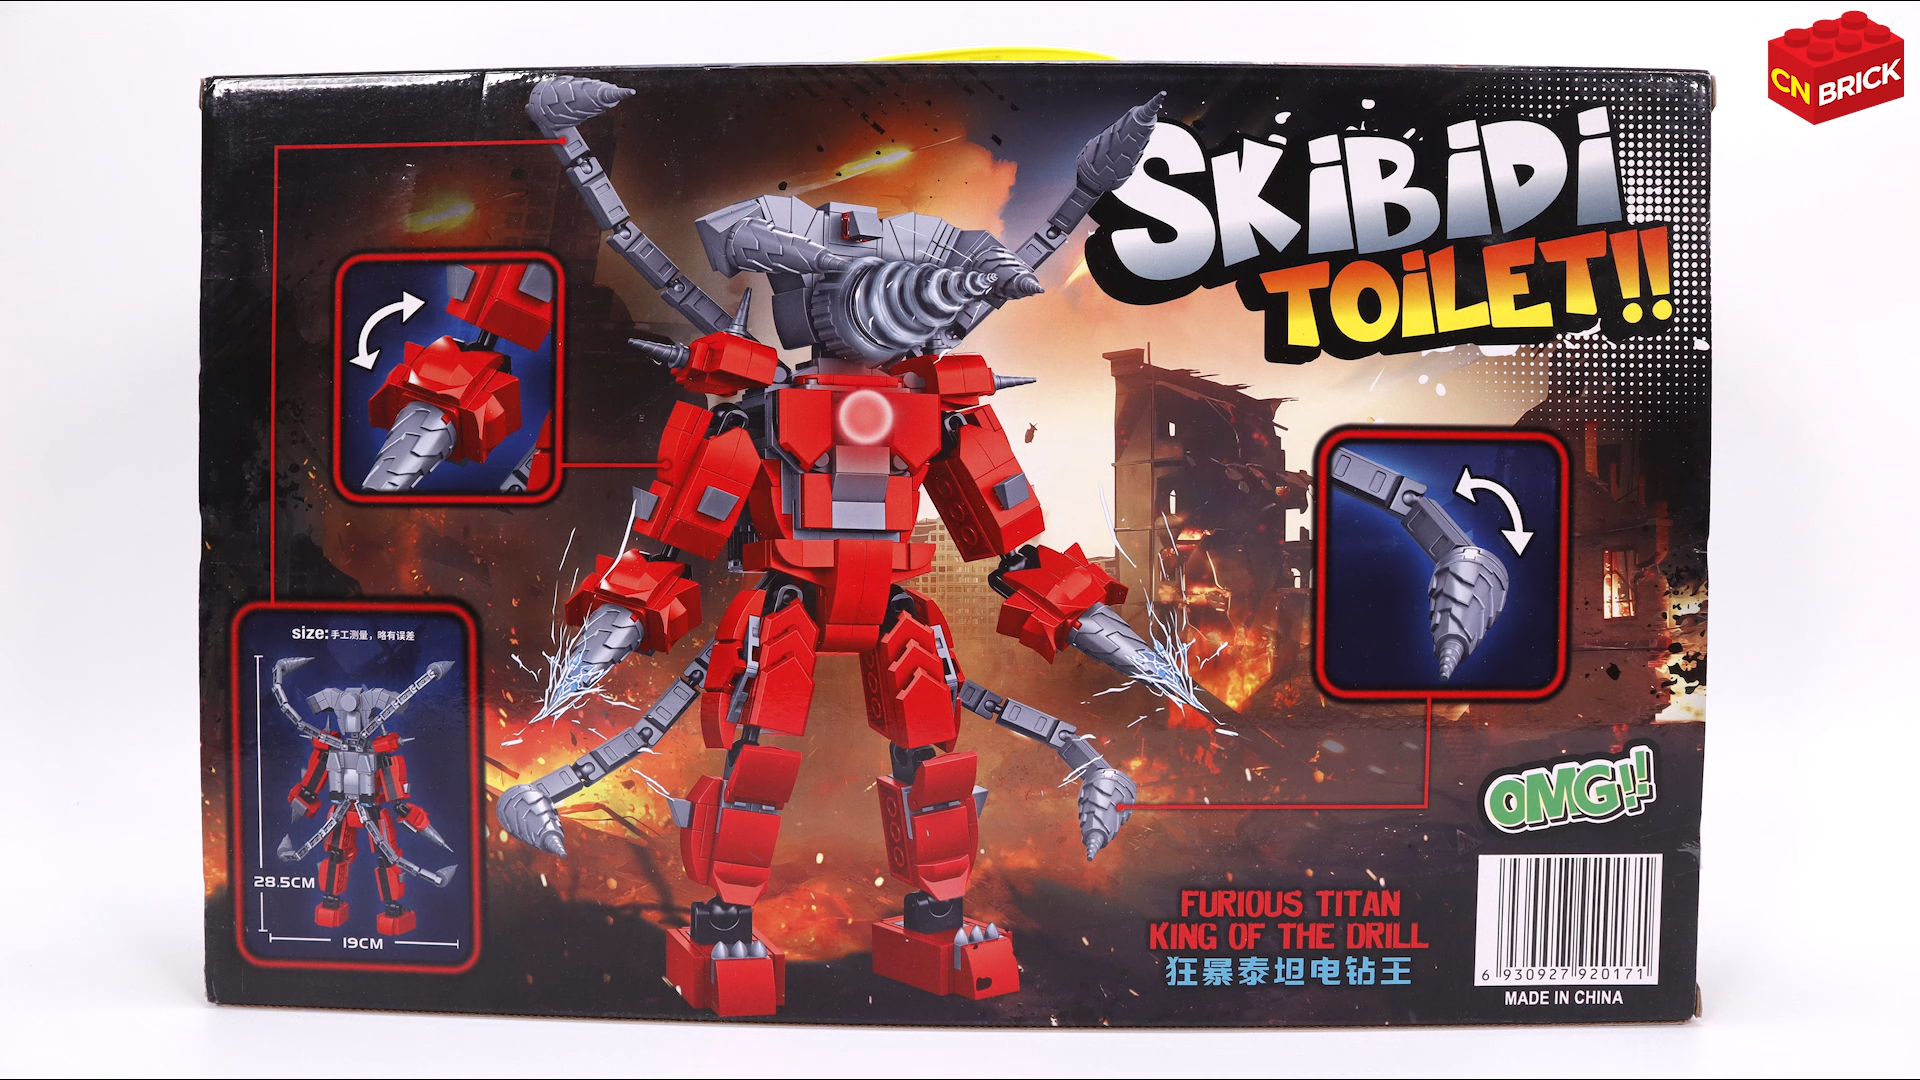 CN BRICK
SKiBiDi
TOiLET!!
size:手工测量，略有误差
28.5CM
19CM
OMG!!
FURIOUS TITAN
KING OF THE DRILL
狂暴泰坦电钻王
6 930927 920171
MADE IN CHINA